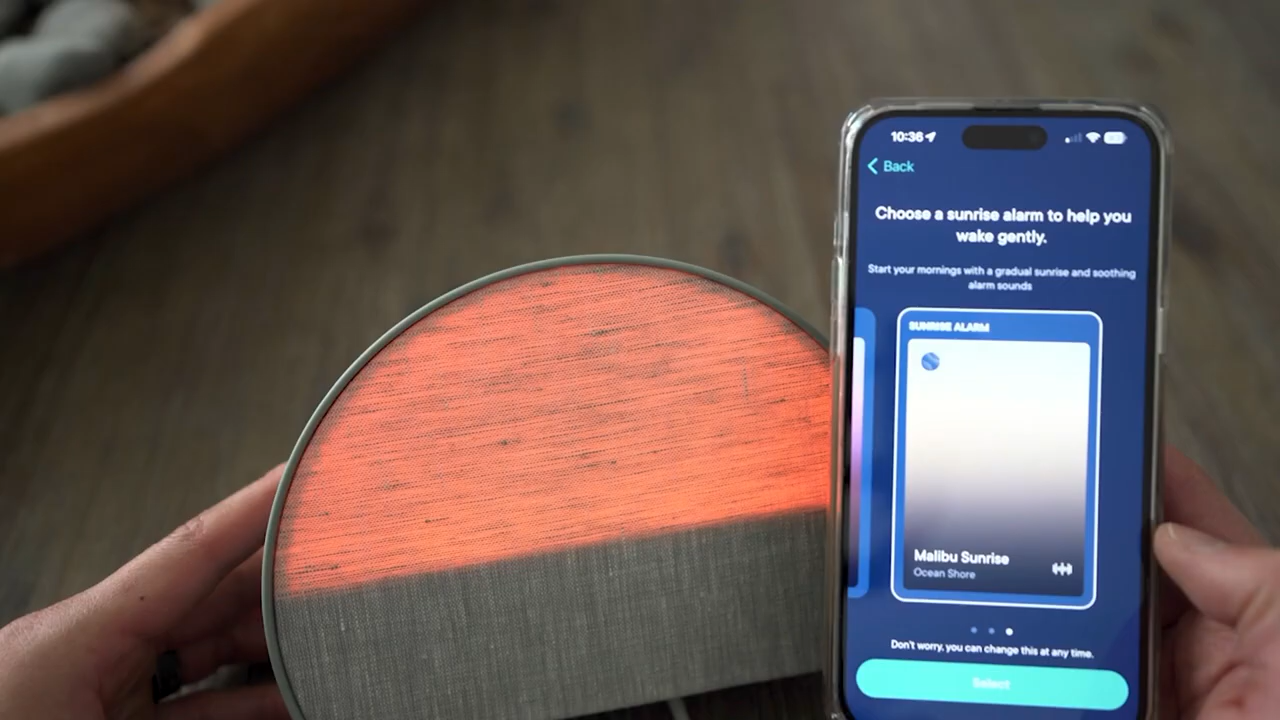 10:36
Back
Choose a sunrise alarm to help you
wake gently.
Start your mornings with a gradual sunrise and soothing
alarm sounds
SUNRISE ALARM
Malibu Sunrise
Ocean Shore
Don't worry, you can change this at any time.
Select